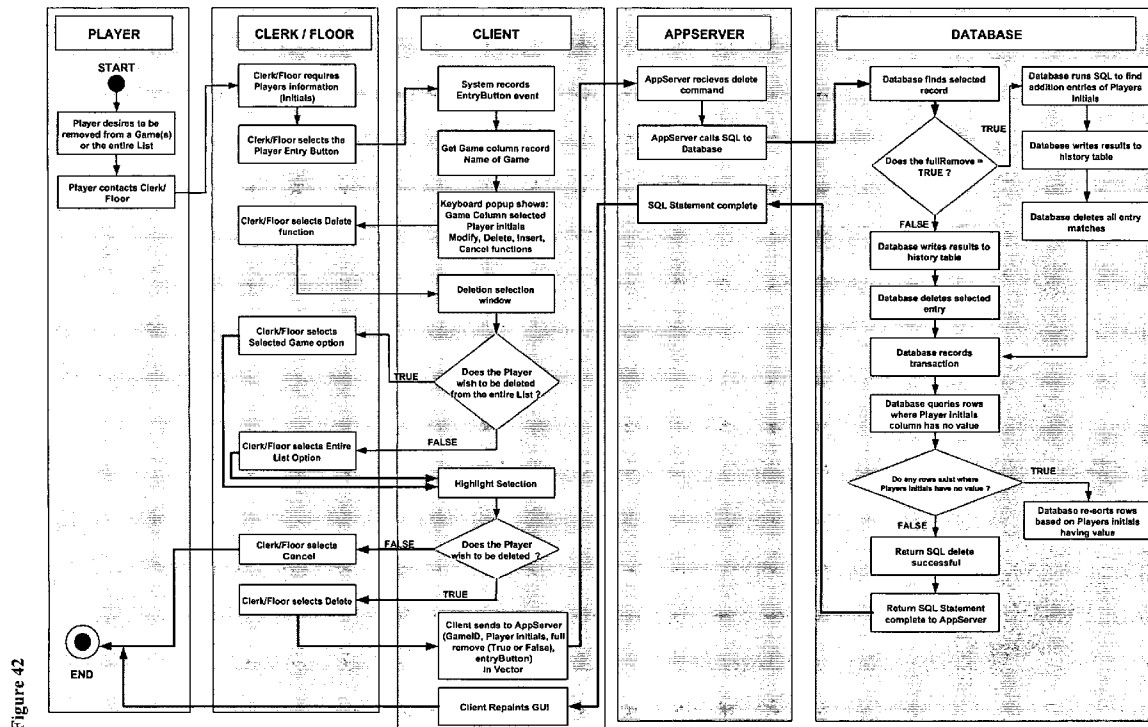 PLAYER
START
Player desires to be
removed from a Game(s)
or the entire List
Player contacts Clerk/
Floor
END
CLERK / FLOOR
Clerk/Floor requires
Players information
(Initials)
Clerk/Floor selects the
Player Entry Button
Clerk/Floor selects Delete
function
Clerk/Floor selects
Selected Game option
Clerk/Floor selects Entire
List Option
Clerk/Floor selects
Cancel
Clerk/Floor selects Delete
CLIENT
System records
EntryButton event
Get Game column record
Name of Game
Keyboard popup shows:
Game Column selected
Player initials
Modify, Delete, Insert,
Cancel functions
Deletion selection
window
Does the Player
wish to be deleted
from the entire List ?
TRUE
FALSE
Highlight Selection
Does the Player
wish to be deleted ?
FALSE
TRUE
Client sends to AppServer
(GameID, Player initials, full
remove (True or False),
entryButton)
in Vector
Client Repaints GUI
APPSERVER
AppServer recieves delete
command
AppServer calls SQL to
Database
SQL Statement complete
DATABASE
Database finds selected
record
Does the fullRemove =
TRUE ?
TRUE
FALSE
Database runs SQL to find
addition entries of Players
Initials
Database writes results to
history table
Database deletes all entry
matches
Database writes results to
history table
Database deletes selected
entry
Database records
transaction
Database queries rows
where Player initials
column has no value
Do any rows exist where
Players initials have no value ?
TRUE
FALSE
Database re-sorts rows
based on Players initials
having value
Return SQL delete
successful
Return SQL Statement
complete to AppServer
Figure 42